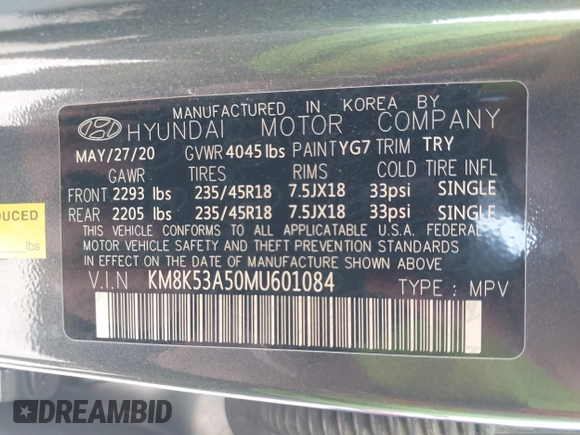 MANUFACTURED IN KOREA BY
HYUNDAI MOTOR COMPANY
MAY/27/20 GVWR 4045 lbs PAINT YG7 TRIM TRY
GAWR TIRES RIMS COLD TIRE INFL
FRONT 2293 lbs 235/45R18 7.5JX18 33psi SINGLE
REAR 2205 lbs 235/45R18 7.5JX18 33psi SINGLE
THIS VEHICLE CONFORMS TO ALL APPLICATABLE U.S.A. FEDERAL
MOTOR VEHICLE SAFETY AND THEFT PREVENTION STANDARDS
IN EFFECT ON THE DATE OF MANUFACTURE SHOWN ABOVE
V.I.N KM8K53A50MU601084 TYPE : MPV
ODUCED
lbs
DREAMBID